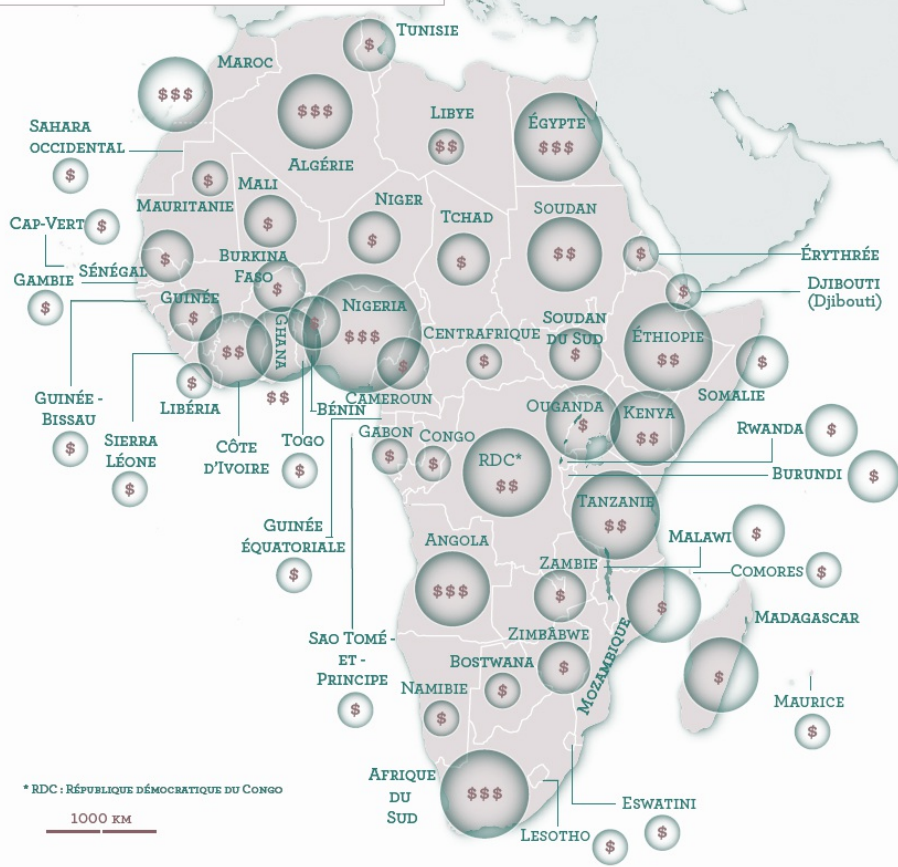 Tunisie
$
Maroc
$$$
$$$
Algérie
Libye
$$
Égypte
$$$
Sahara
occidental
$
$
Mauritanie
Mali
$
Niger
$
Tchad
$
Soudan
$$
Cap-Vert
$
$
Érythrée
Sénégal
$
Gambie
$
Burkina
Faso
$
$
Djibouti
(Djibouti)
Guinée
$
Nigeria
$$$
$$
Ghana
$$
$
Centrafrique
$
Soudan
du Sud
$
Éthiopie
$$
$
Somalie
$
Cameroun
$
Libéria
Bénin
Guinée -
Bissau
$
Sierra
Léone
$
Côte
d'Ivoire
Togo
$
Gabon
$
Congo
$
Ouganda
$
Kenya
$$
Rwanda
$
Burundi
$
RDC*
$$
Tanzanie
$$
Guinée
équatoriale
$
Angola
$$$
Malawi
$
Comores
$
Zambie
$
Mozambique
$
Madagascar
$
Zimbabwe
$
Sao Tomé -
et -
Principe
$
Bostwana
$
Namibie
$
Maurice
$
Afrique
du
Sud
$$$
Eswatini
$
Lesotho
$
* RDC : République démocratique du Congo
1000 km